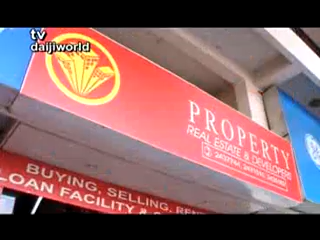 tv
daijiworld
PROPERTY
REAL ESTATE & DEVELOPERS
BUYING, SELLING,
LOAN FACILITY &